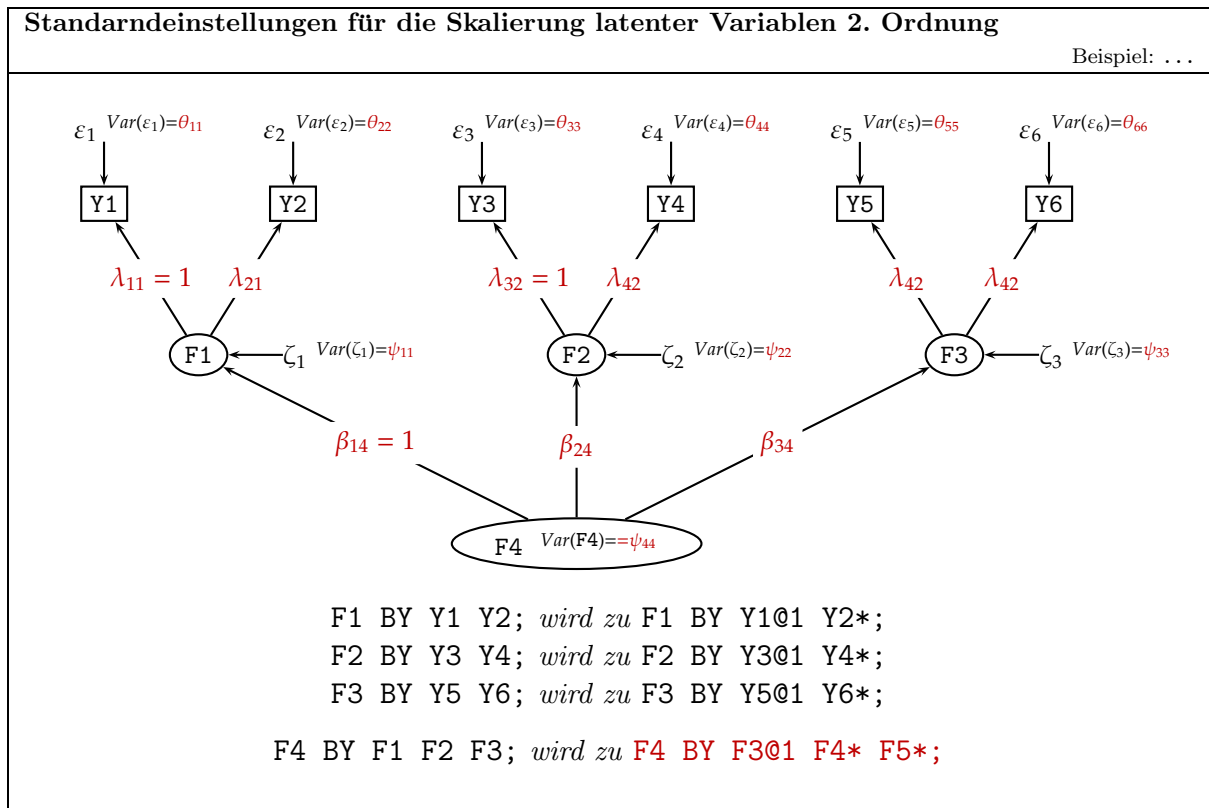 Standarndeinstellungen für die Skalierung latenter Variablen 2. Ordnung
Beispiel: ...
ε₁ Var(ε₁)=θ₁₁ ε₂ Var(ε₂)=θ₂₂ ε₃ Var(ε₃)=θ₃₃ ε₄ Var(ε₄)=θ₄₄ ε₅ Var(ε₅)=θ₅₅ ε₆ Var(ε₆)=θ₆₆
Y1 Y2 Y3 Y4 Y5 Y6
λ₁₁ = 1 λ₂₁ λ₃₂ = 1 λ₄₂ λ₄₂ λ₄₂
F1 ζ₁ Var(ζ₁)=ψ₁₁ F2 ζ₂ Var(ζ₂)=ψ₂₂ F3 ζ₃ Var(ζ₃)=ψ₃₃
β₁₄ = 1 β₂₄ β₃₄
F4 Var(F4)==ψ₄₄
F1 BY Y1 Y2; wird zu F1 BY Y1@1 Y2*;
F2 BY Y3 Y4; wird zu F2 BY Y3@1 Y4*;
F3 BY Y5 Y6; wird zu F3 BY Y5@1 Y6*;
F4 BY F1 F2 F3; wird zu F4 BY F3@1 F4* F5*;